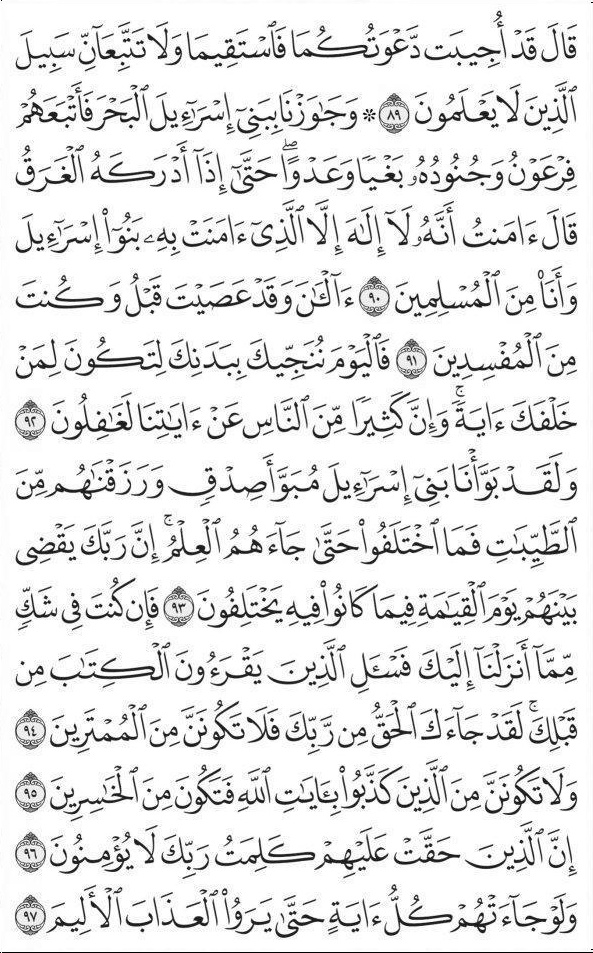 قَالَ قَدۡ أُجِيبَت دَّعۡوَتُكُمَا فَٱسۡتَقِيمَا وَلَا تَتَّبِعَآنِّ سَبِيلَ
ٱلَّذِينَ لَا يَعۡلَمُونَ ٨٩ ۞ وَجَٰوَزۡنَا بِبَنِيٓ إِسۡرَٰٓءِيلَ ٱلۡبَحۡرَ فَأَتۡبَعَهُمۡ
فِرۡعَوۡنُ وَجُنُودُهُۥ بَغۡيٗا وَعَدۡوًاۖ حَتَّىٰٓ إِذَآ أَدۡرَكَهُ ٱلۡغَرَقُ
قَالَ ءَامَنتُ أَنَّهُۥ لَآ إِلَٰهَ إِلَّا ٱلَّذِيٓ ءَامَنَتۡ بِهِۦ بَنُوٓاْ إِسۡرَٰٓءِيلَ
وَأَنَا۠ مِنَ ٱلۡمُسۡلِمِينَ ٩٠ ءَآلۡـَٰٔنَ وَقَدۡ عَصَيۡتَ قَبۡلُ وَكُنتَ
مِنَ ٱلۡمُفۡسِدِينَ ٩١ فَٱلۡيَوۡمَ نُنَجِّيكَ بِبَدَنِكَ لِتَكُونَ لِمَنۡ
خَلۡفَكَ ءَايَةٗۚ وَإِنَّ كَثِيرٗا مِّنَ ٱلنَّاسِ عَنۡ ءَايَٰتِنَا لَغَٰفِلُونَ ٩٢
وَلَقَدۡ بَوَّأۡنَا بَنِيٓ إِسۡرَٰٓءِيلَ مُبَوَّأَ صِدۡقٖ وَرَزَقۡنَٰهُم مِّنَ
ٱلطَّيِّبَٰتِ فَمَا ٱخۡتَلَفُواْ حَتَّىٰ جَآءَهُمُ ٱلۡعِلۡمُۚ إِنَّ رَبَّكَ يَقۡضِي
بَيۡنَهُمۡ يَوۡمَ ٱلۡقِيَٰمَةِ فِيمَا كَانُواْ فِيهِ يَخۡتَلِفُونَ ٩٣ فَإِن كُنتَ فِي شَكّٖ
مِّمَّآ أَنزَلۡنَآ إِلَيۡكَ فَسۡـَٔلِ ٱلَّذِينَ يَقۡرَءُونَ ٱلۡكِتَٰبَ مِن
قَبۡلِكَۚ لَقَدۡ جَآءَكَ ٱلۡحَقُّ مِن رَّبِّكَ فَلَا تَكُونَنَّ مِنَ ٱلۡمُمۡتَرِينَ ٩٤
وَلَا تَكُونَنَّ مِنَ ٱلَّذِينَ كَذَّبُواْ بِـَٔايَٰتِ ٱللَّهِ فَتَكُونَ مِنَ ٱلۡخَٰسِرِينَ ٩٥
إِنَّ ٱلَّذِينَ حَقَّتۡ عَلَيۡهِمۡ كَلِمَتُ رَبِّكَ لَا يُؤۡمِنُونَ ٩٦
وَلَوۡ جَآءَتۡهُمۡ كُلُّ ءَايَةٍ حَتَّىٰ يَرَوُاْ ٱلۡعَذَابَ ٱلۡأَلِيمَ ٩٧